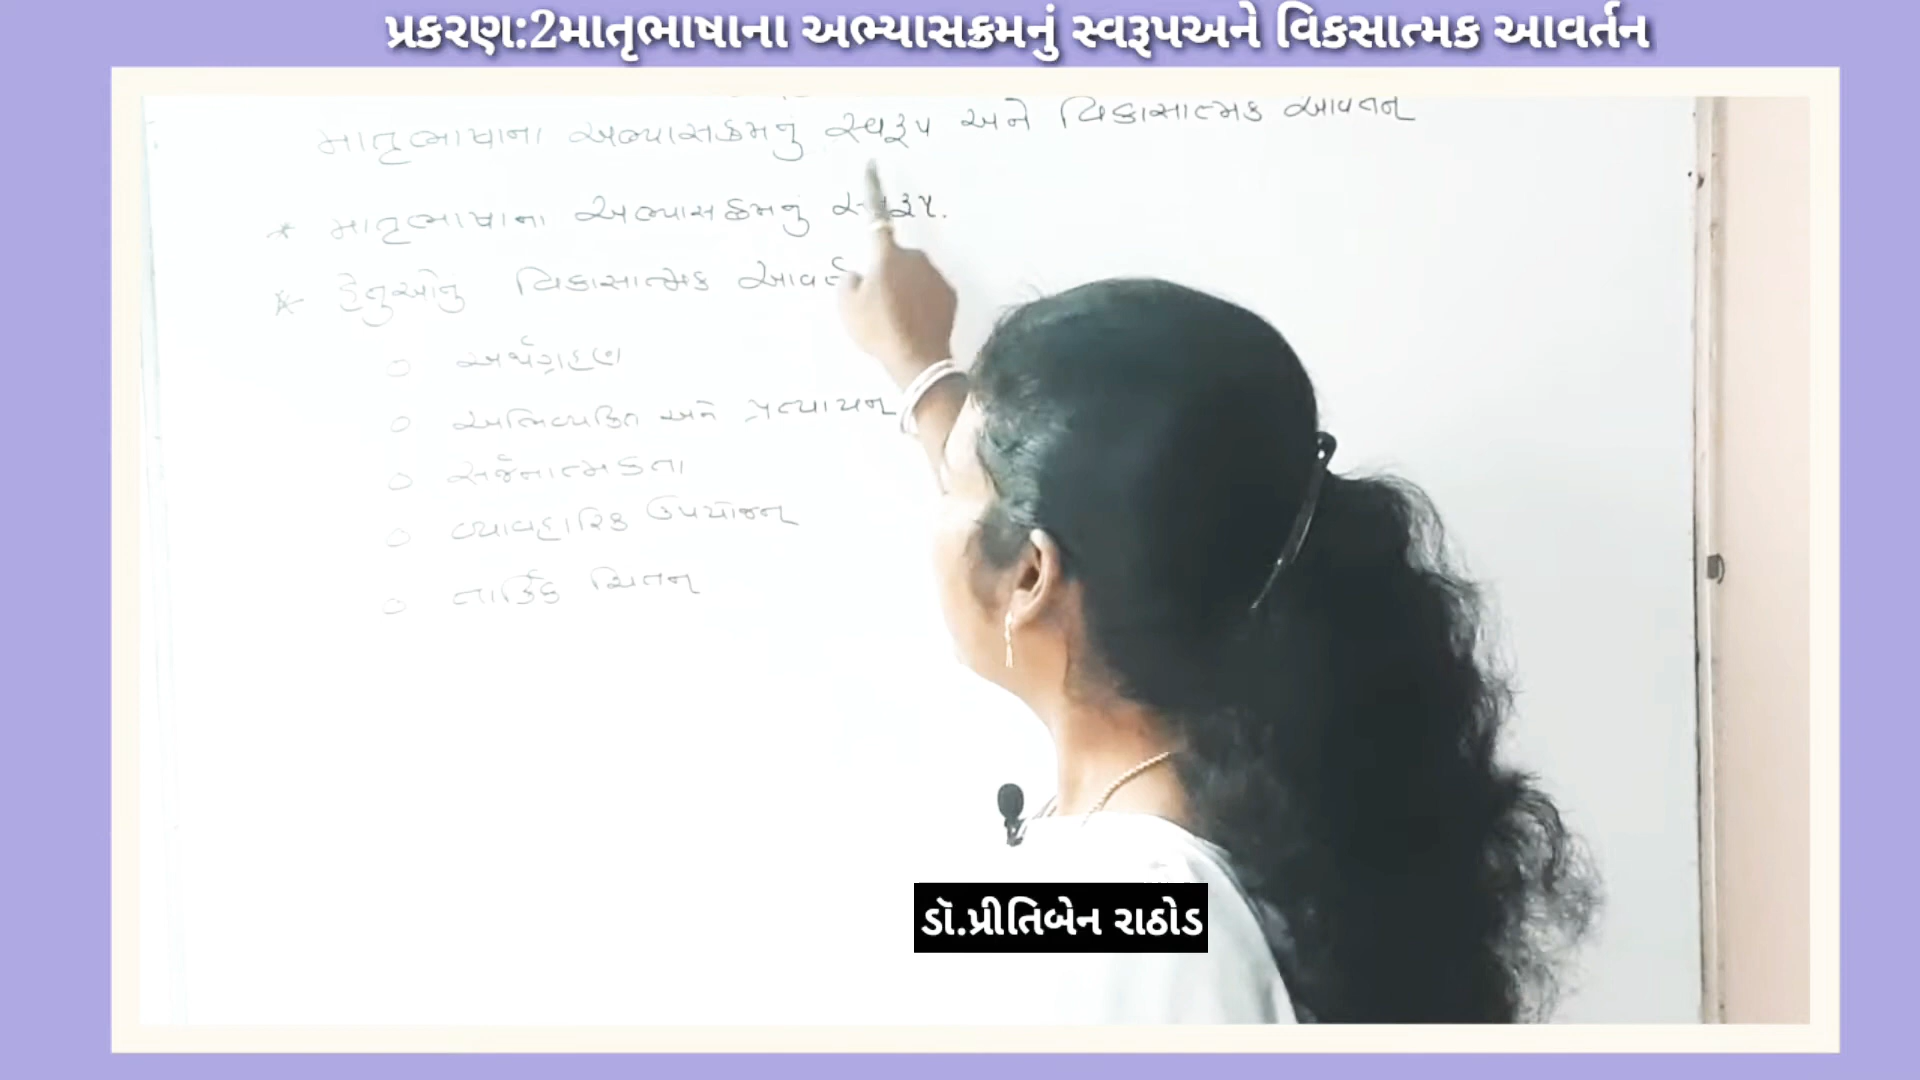 પ્રકરણ:2માતૃભાષાના અભ્યાસક્રમનું સ્વરૂપઅને વિકસાત્મક આવર્તન
માતૃભાષાના અભ્યાસક્રમનું સ્વરૂપ અને વિકાસાત્મક આવર્તન
* માતૃભાષાના અભ્યાસક્રમનું સ્વરૂપ.
* હેતુઓનું વિકાસાત્મક
○ અર્થગ્રહણ
○ અભિવ્યકિત અને પ્રત્યાયન
○ સર્જનાત્મકતા
○ વ્યાવહારિક ઉપયોજન
○ તાર્કિક ચિંતન
ડૉ.પ્રીતિબેન રાઠોડ